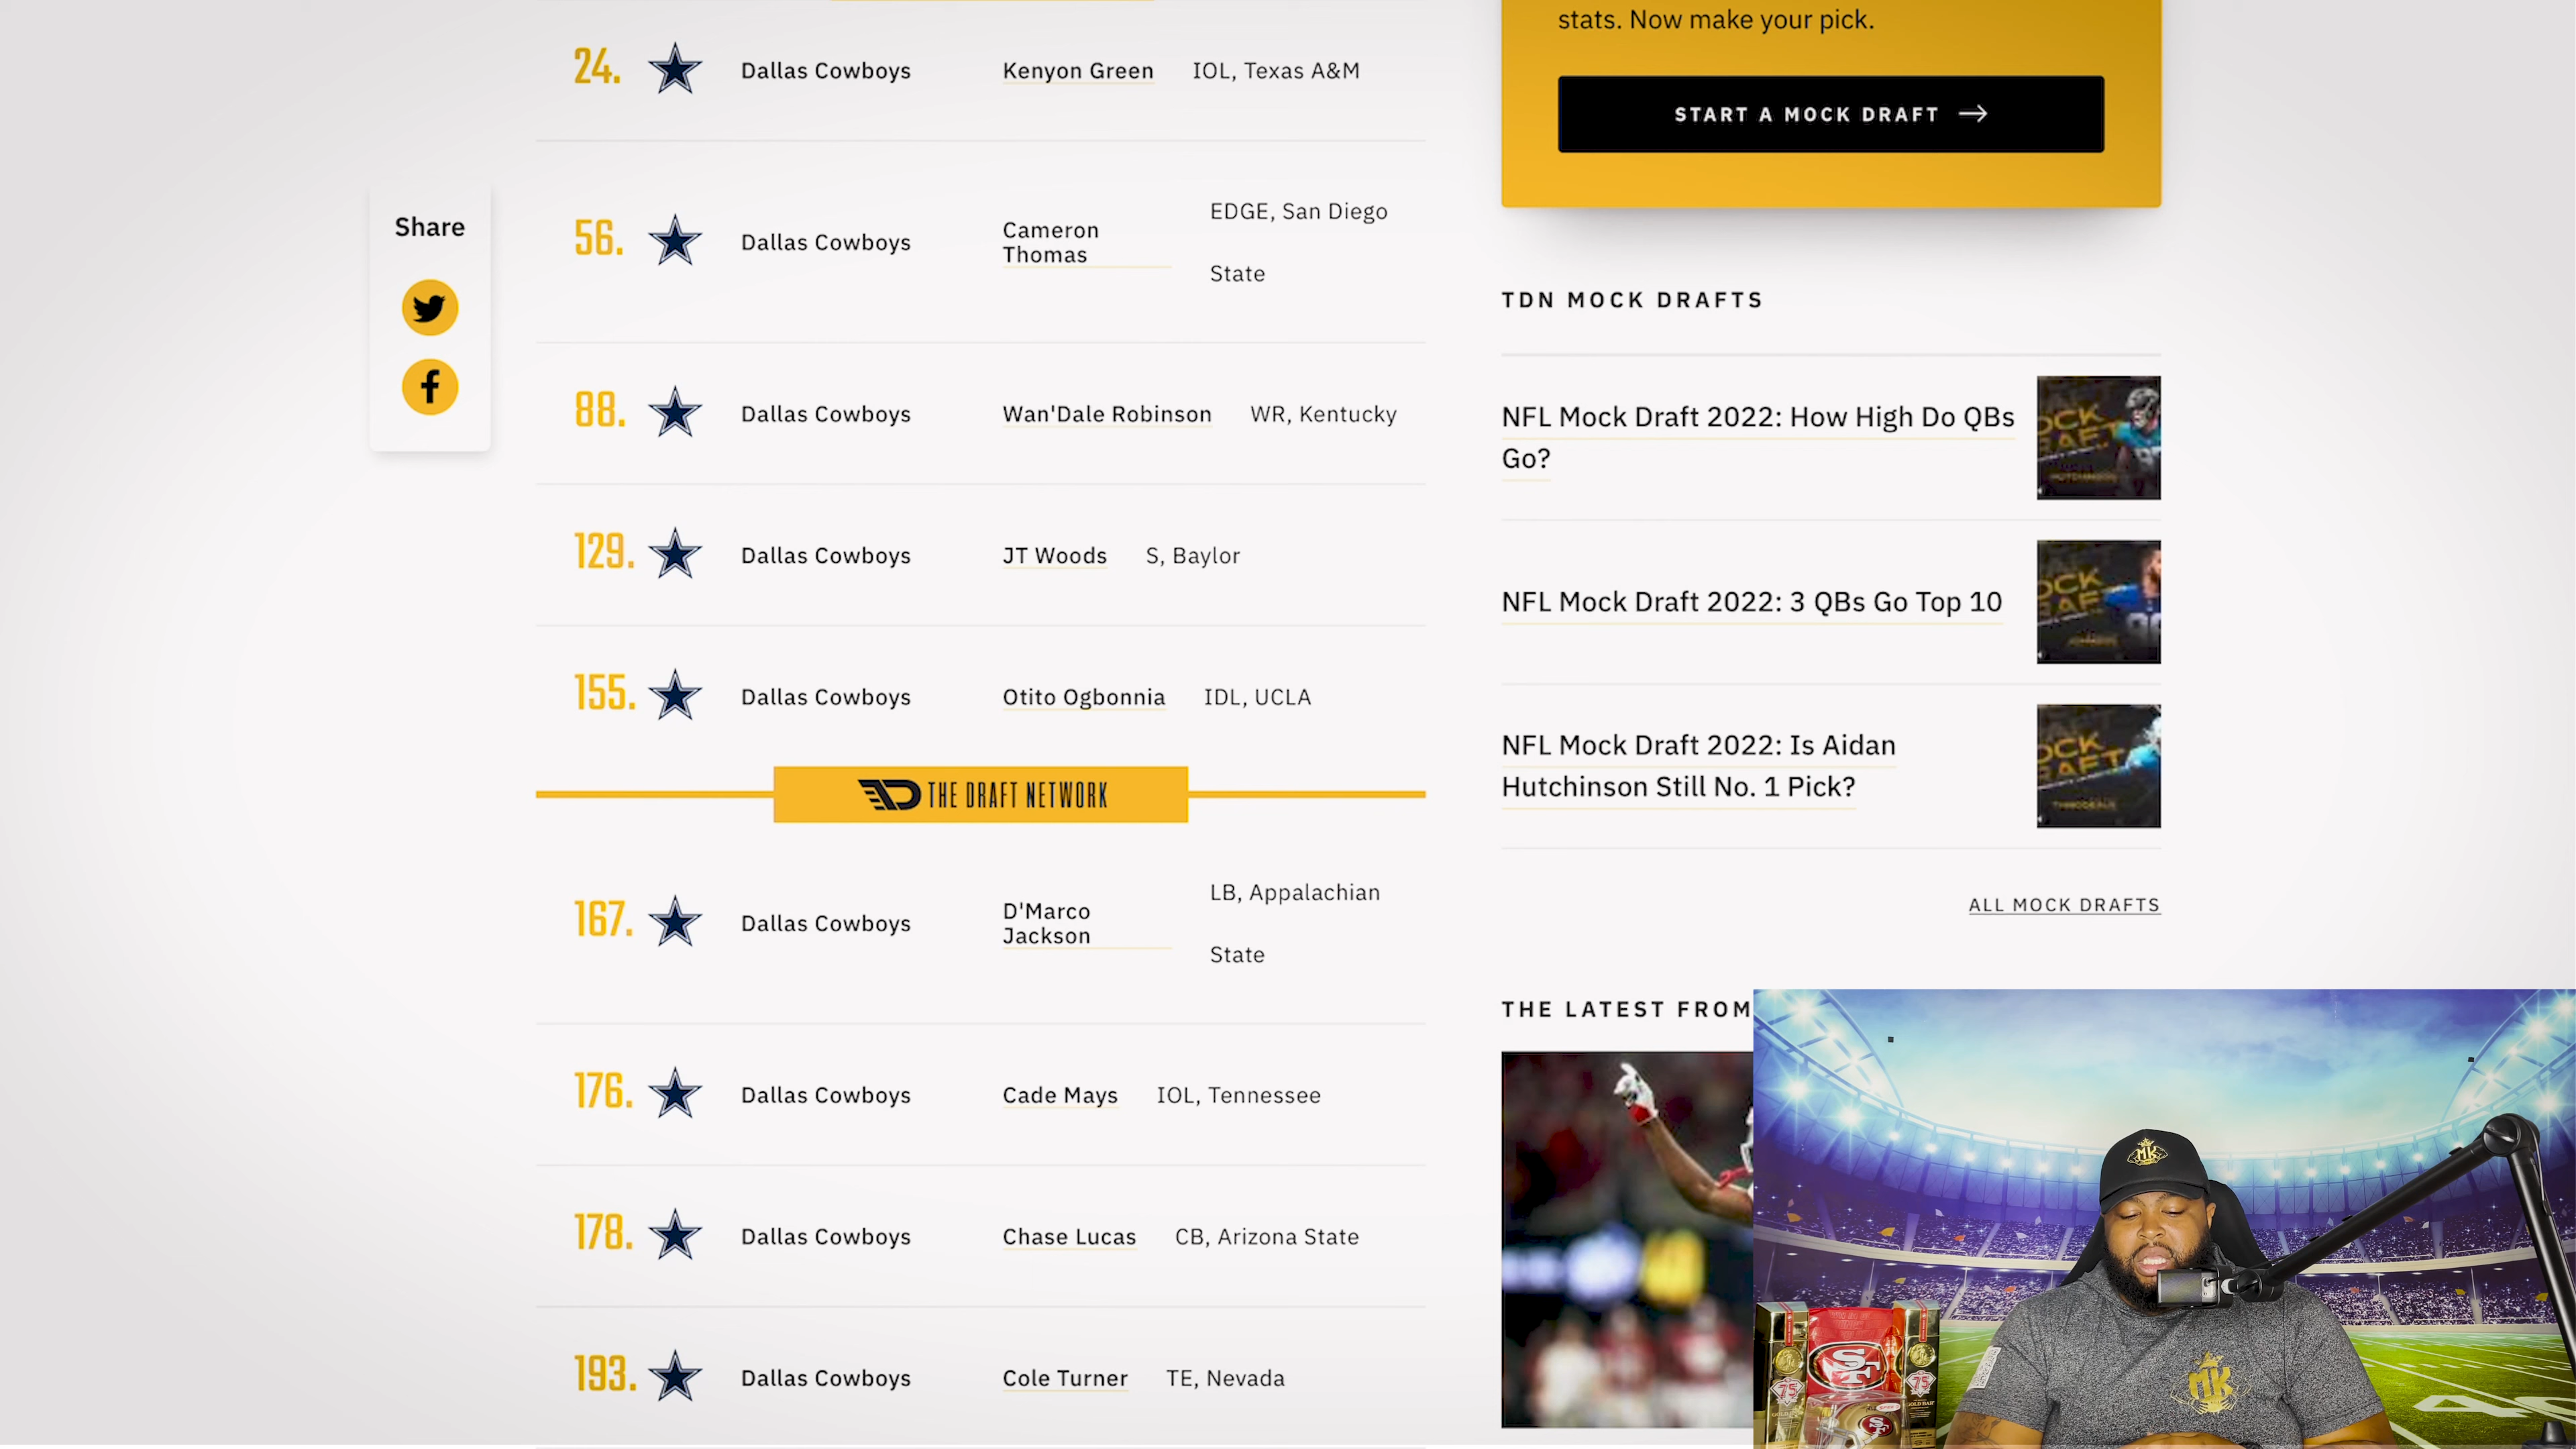 stats. Now make your pick.
START A MOCK DRAFT →
24. Dallas Cowboys Kenyon Green IOL, Texas A&M
Share
56. Dallas Cowboys Cameron Thomas EDGE, San Diego State
88. Dallas Cowboys Wan'Dale Robinson WR, Kentucky
129. Dallas Cowboys JT Woods S, Baylor
155. Dallas Cowboys Otito Ogbonnia IDL, UCLA
THE DRAFT NETWORK
167. Dallas Cowboys D'Marco Jackson LB, Appalachian State
176. Dallas Cowboys Cade Mays IOL, Tennessee
178. Dallas Cowboys Chase Lucas CB, Arizona State
193. Dallas Cowboys Cole Turner TE, Nevada
TDN MOCK DRAFTS
NFL Mock Draft 2022: How High Do QBs
Go?
NFL Mock Draft 2022: 3 QBs Go Top 10
NFL Mock Draft 2022: Is Aidan
Hutchinson Still No. 1 Pick?
ALL MOCK DRAFTS
THE LATEST FROM
MK
MK
SF
75
75
SF